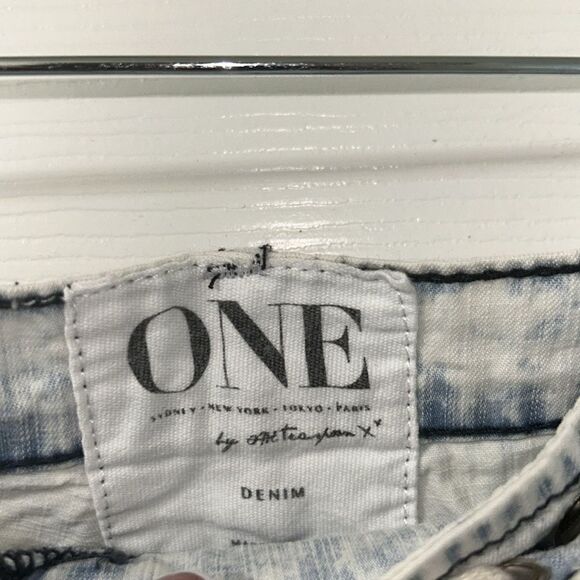 ONE
SYDNEY • NEW YORK • TOKYO • PARIS
by
DENIM